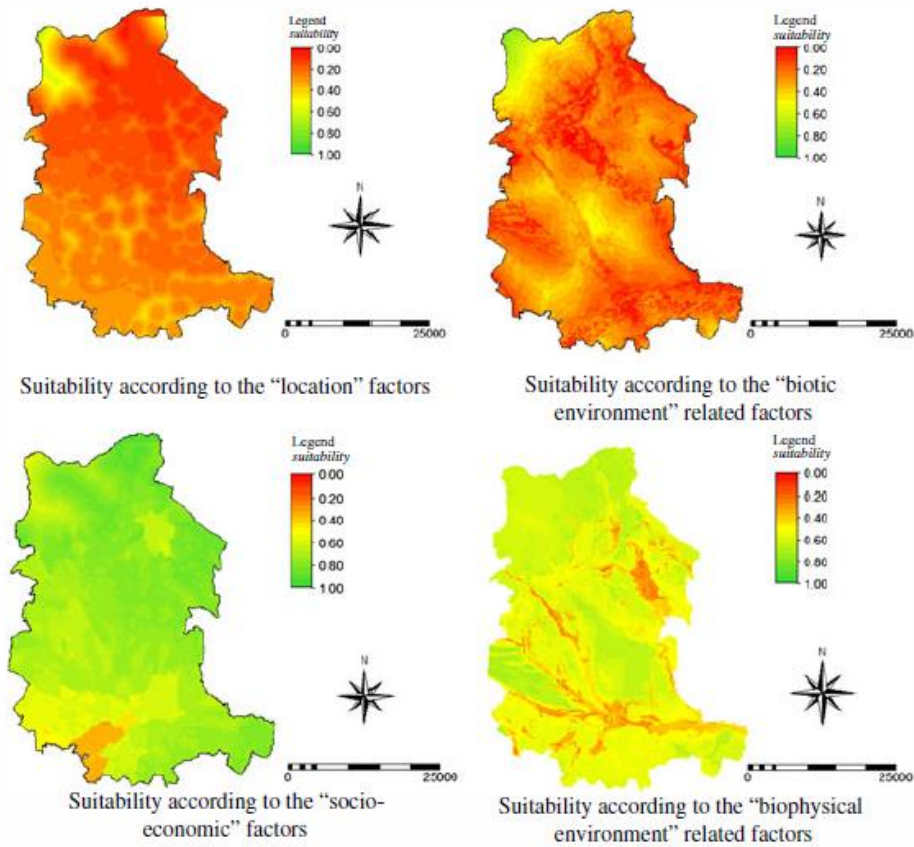 Legend
suitability
0.00
0.20
0.40
0.60
0.80
1.00
N
0 25000
Suitability according to the “location” factors
Legend
suitability
0.00
0.20
0.40
0.60
0.80
1.00
N
0 25000
Suitability according to the “biotic
environment” related factors
Legend
suitability
0.00
0.20
0.40
0.60
0.80
1.00
N
0 25000
Suitability according to the “socio-
economic” factors
Legend
suitability
0.00
0.20
0.40
0.60
0.80
1.00
N
0 25000
Suitability according to the “biophysical
environment” related factors